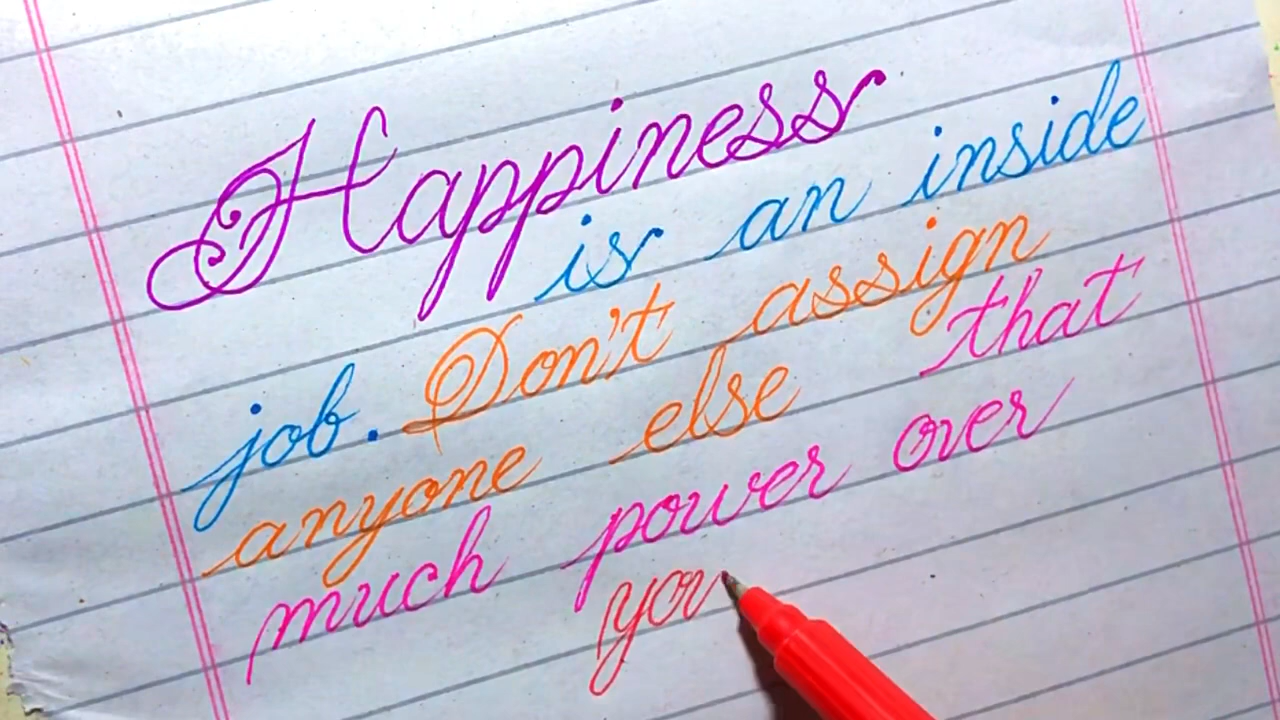 Happiness
is an inside
job. Don't assign
anyone else that
much power over
you